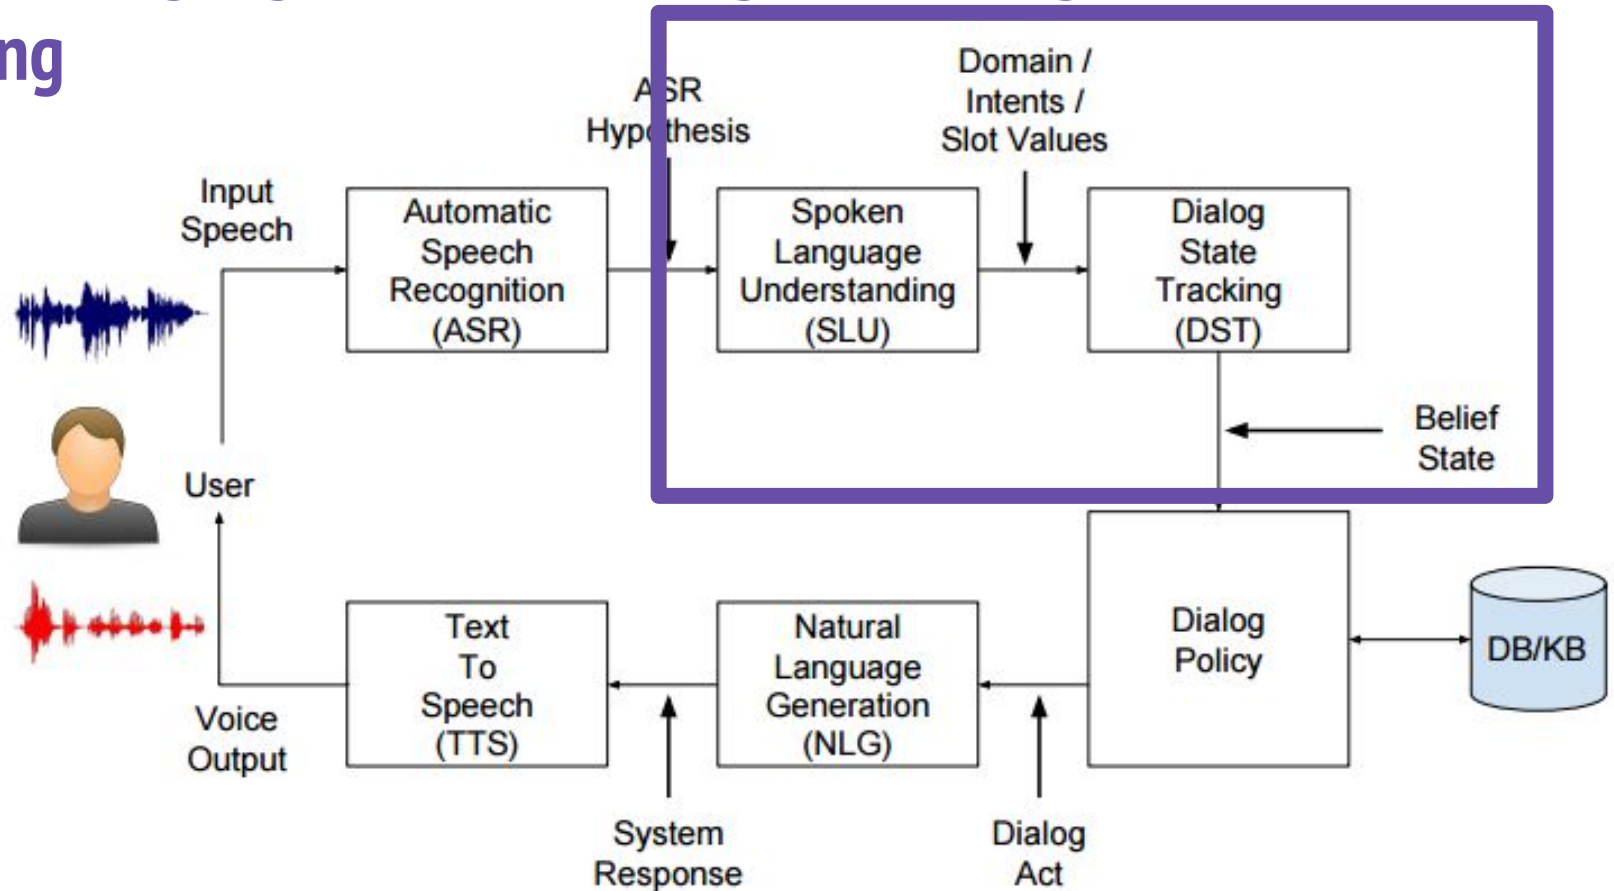 ng
ASR
Hypothesis
Domain /
Intents /
Slot Values
Input
Speech
Automatic
Speech
Recognition
(ASR)
Spoken
Language
Understanding
(SLU)
Dialog
State
Tracking
(DST)
Belief
State
User
Voice
Output
Text
To
Speech
(TTS)
Natural
Language
Generation
(NLG)
Dialog
Policy
DB/KB
System
Response
Dialog
Act